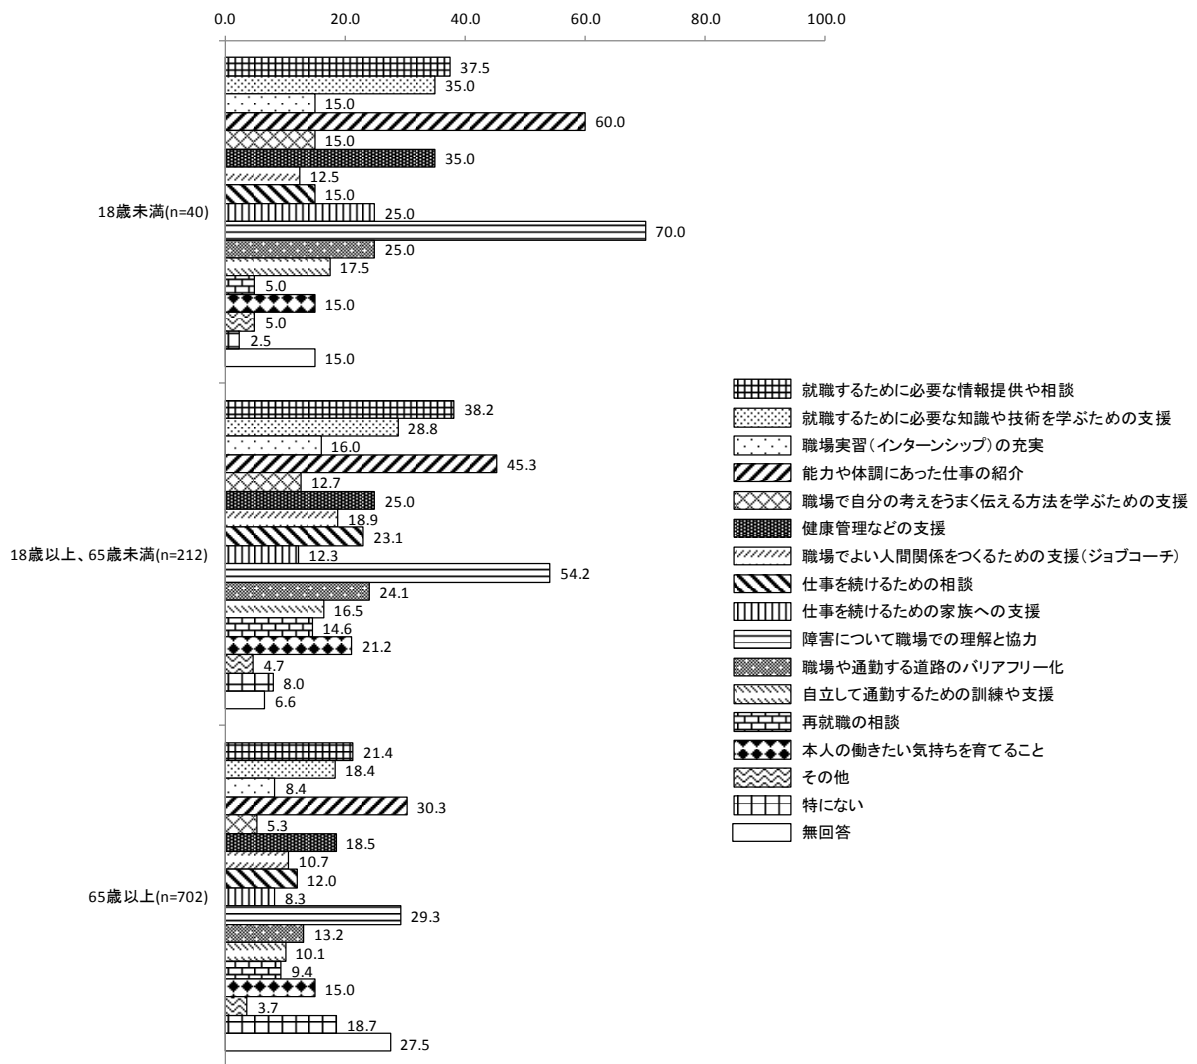 0.0 20.0 40.0 60.0 80.0 100.0
18歳未満(n=40)
37.5
35.0
15.0
60.0
15.0
35.0
12.5
15.0
25.0
70.0
25.0
17.5
5.0
15.0
5.0
2.5
15.0
18歳以上、65歳未満(n=212)
38.2
28.8
16.0
45.3
12.7
25.0
18.9
23.1
12.3
54.2
24.1
16.5
14.6
21.2
4.7
8.0
6.6
65歳以上(n=702)
21.4
18.4
8.4
30.3
5.3
18.5
10.7
12.0
8.3
29.3
13.2
10.1
9.4
15.0
3.7
18.7
27.5
就職するために必要な情報提供や相談
就職するために必要な知識や技術を学ぶための支援
職場実習(インターンシップ)の充実
能力や体調にあった仕事の紹介
職場で自分の考えをうまく伝える方法を学ぶための支援
健康管理などの支援
職場でよい人間関係をつくるための支援(ジョブコーチ)
仕事を続けるための相談
仕事を続けるための家族への支援
障害について職場での理解と協力
職場や通勤する道路のバリアフリー化
自立して通勤するための訓練や支援
再就職の相談
本人の働きたい気持ちを育てること
その他
特にない
無回答